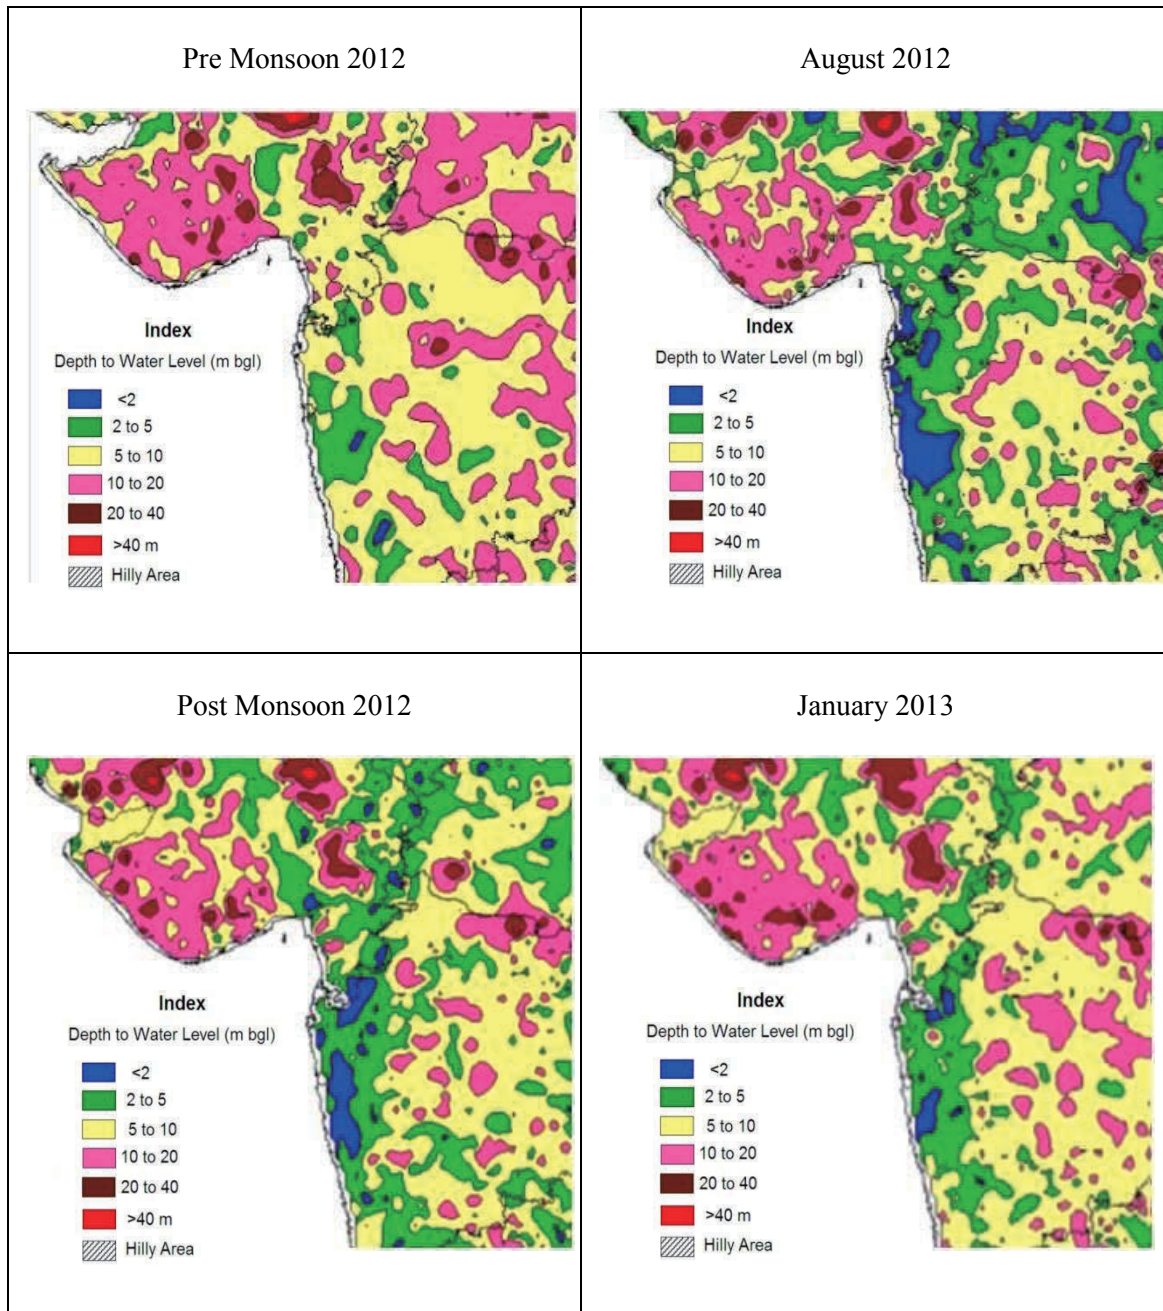 Pre Monsoon 2012
Index
Depth to Water Level (m bgl)
<2
2 to 5
5 to 10
10 to 20
20 to 40
>40 m
Hilly Area
August 2012
Index
Depth to Water Level (m bgl)
<2
2 to 5
5 to 10
10 to 20
20 to 40
>40 m
Hilly Area
Post Monsoon 2012
Index
Depth to Water Level (m bgl)
<2
2 to 5
5 to 10
10 to 20
20 to 40
>40 m
Hilly Area
January 2013
Index
Depth to Water Level (m bgl)
<2
2 to 5
5 to 10
10 to 20
20 to 40
>40 m
Hilly Area